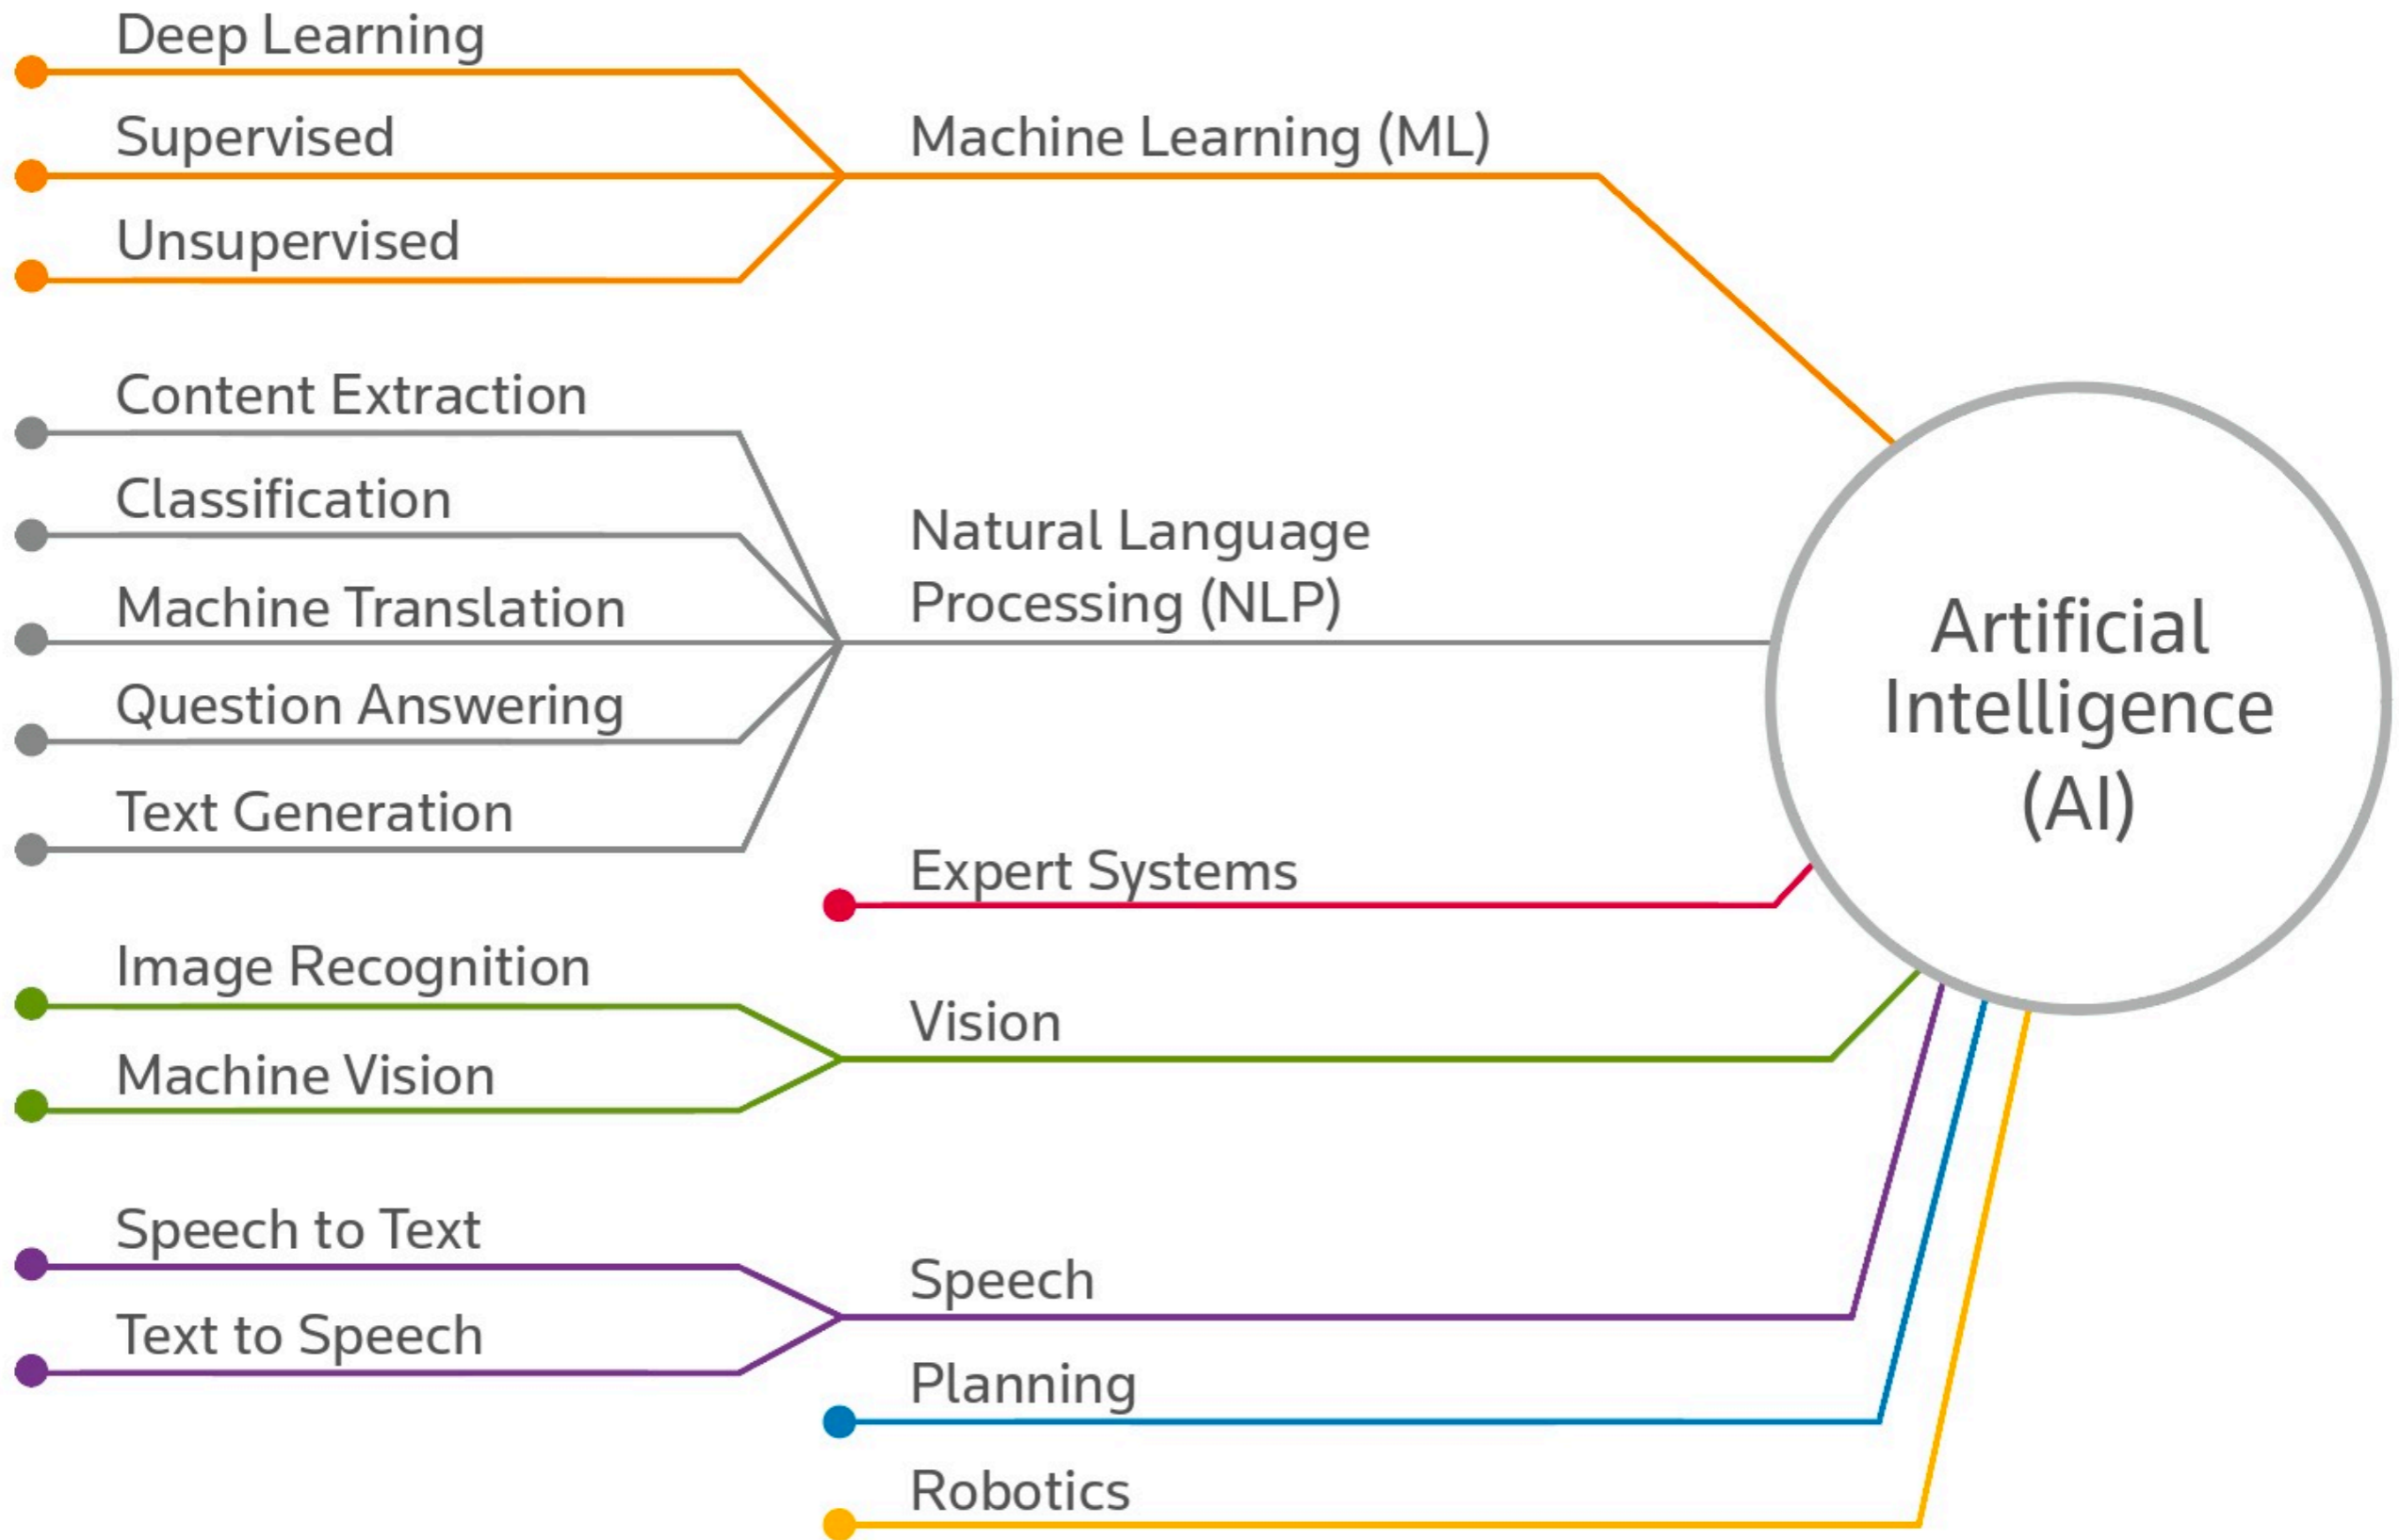 Deep Learning
Supervised
Unsupervised
Machine Learning (ML)
Content Extraction
Classification
Machine Translation
Question Answering
Text Generation
Natural Language
Processing (NLP)
Expert Systems
Image Recognition
Machine Vision
Vision
Speech to Text
Text to Speech
Speech
Planning
Robotics
Artificial
Intelligence
(AI)